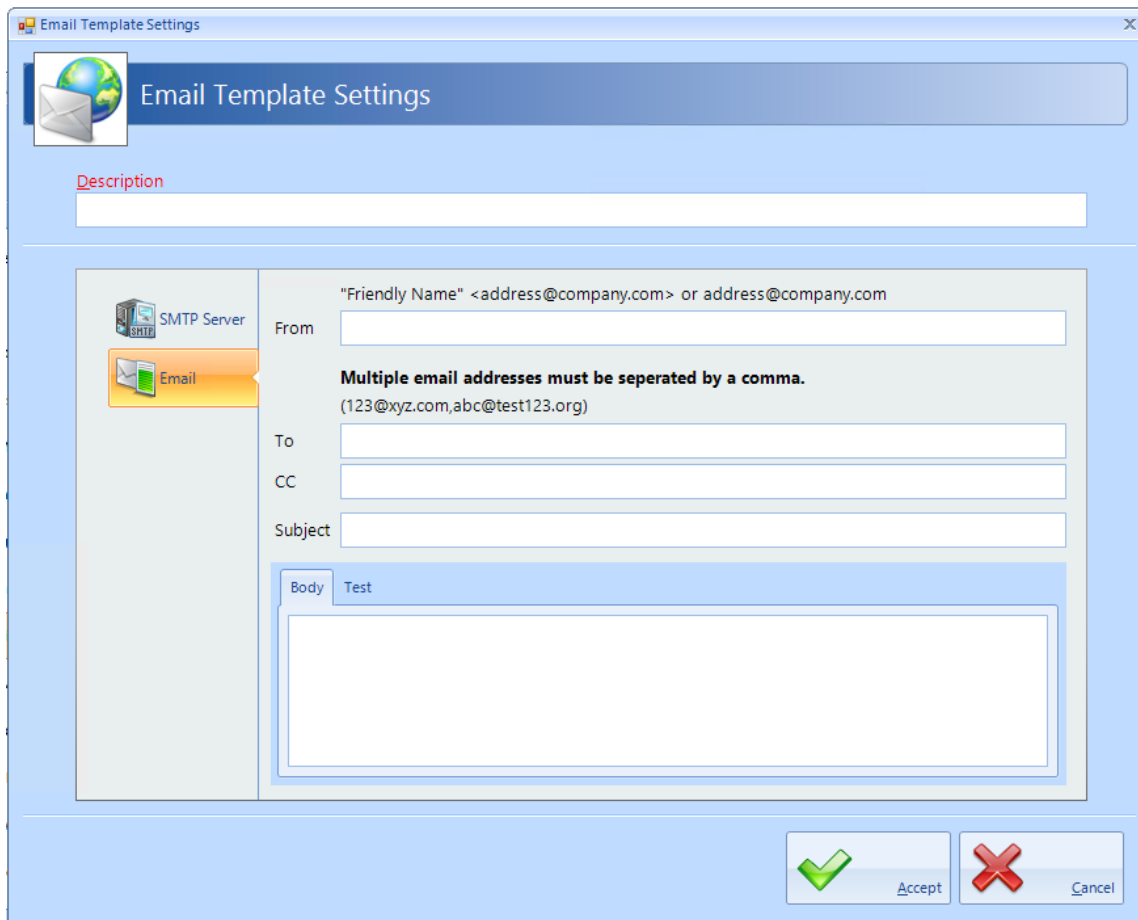 Email Template Settings
Email Template Settings
Description
"Friendly Name" <address@company.com> or address@company.com
SMTP Server
SMTP
From
Email
Multiple email addresses must be seperated by a comma.
(123@xyz.com,abc@test123.org)
To
CC
Subject
Body Test
Accept Cancel